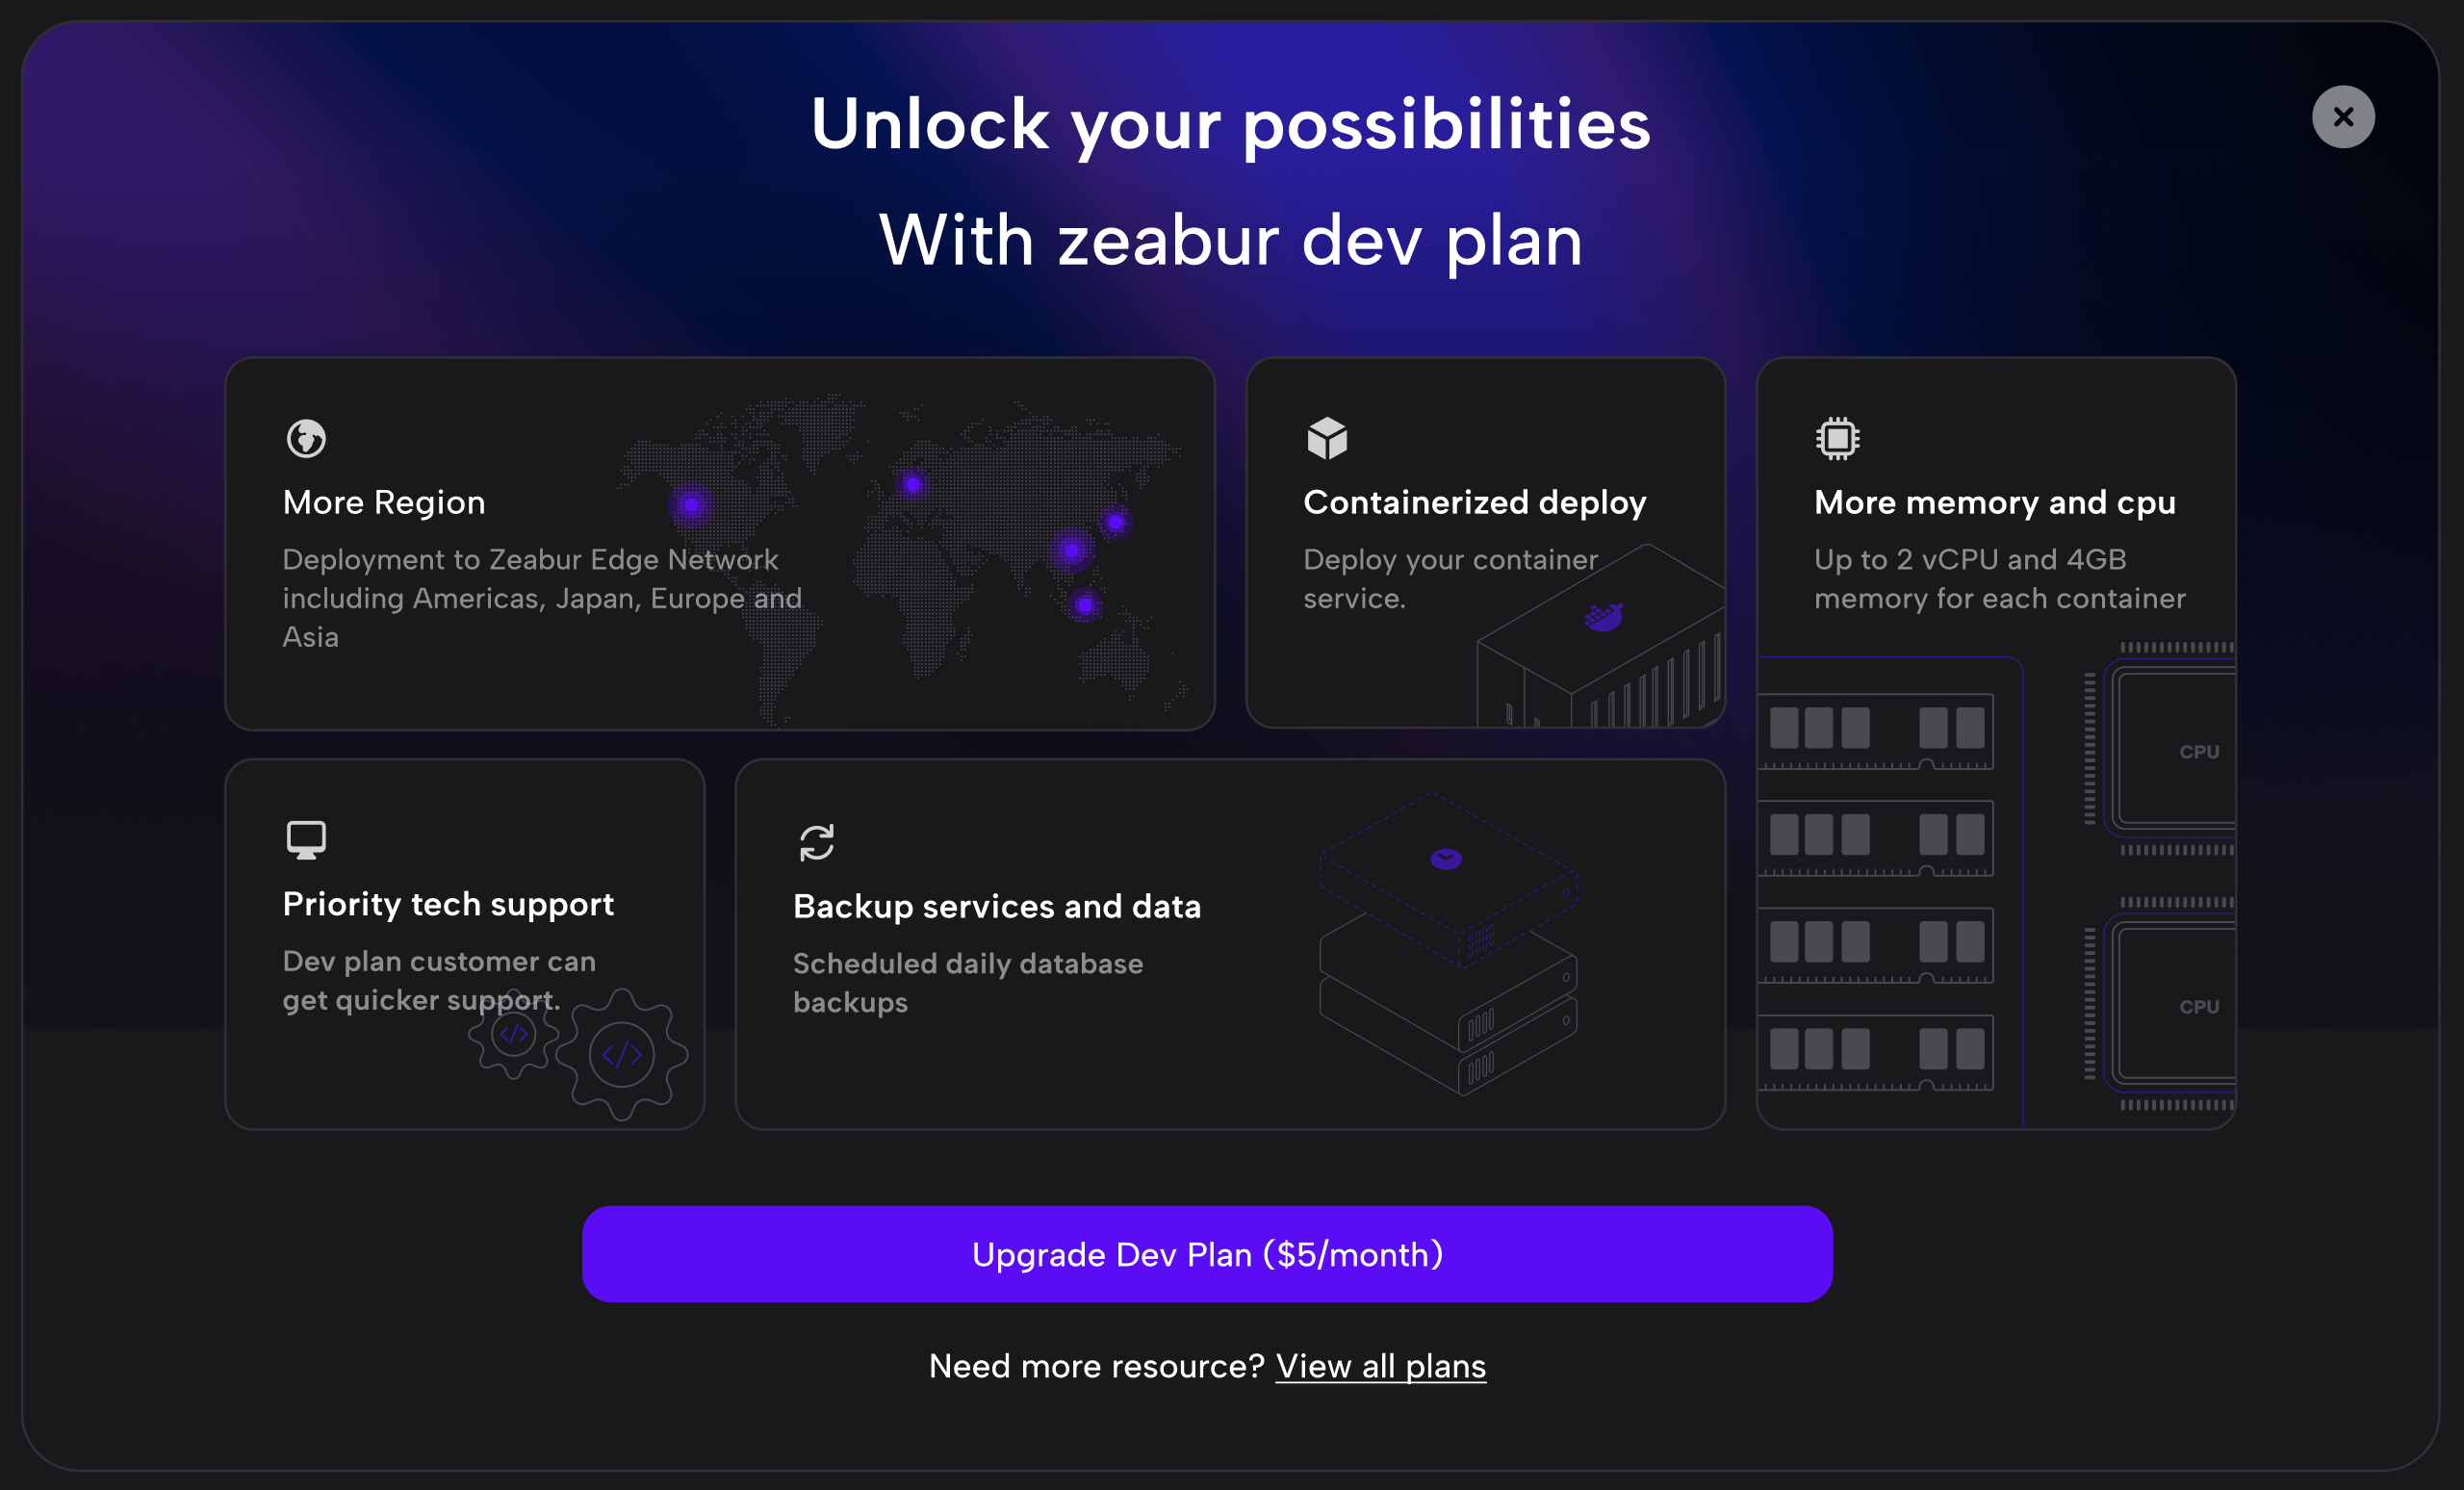 Unlock your possibilities
With zeabur dev plan
More Region
Deployment to Zeabur Edge Network
including Americas, Japan, Europe and
Asia
Containerized deploy
Deploy your container
service.
More memory and cpu
Up to 2 vCPU and 4GB
memory for each container
CPU
CPU
Priority tech support
Dev plan customer can
get quicker support.
Backup services and data
Scheduled daily database
backups
Upgrade Dev Plan ($5/month)
Need more resource? View all plans